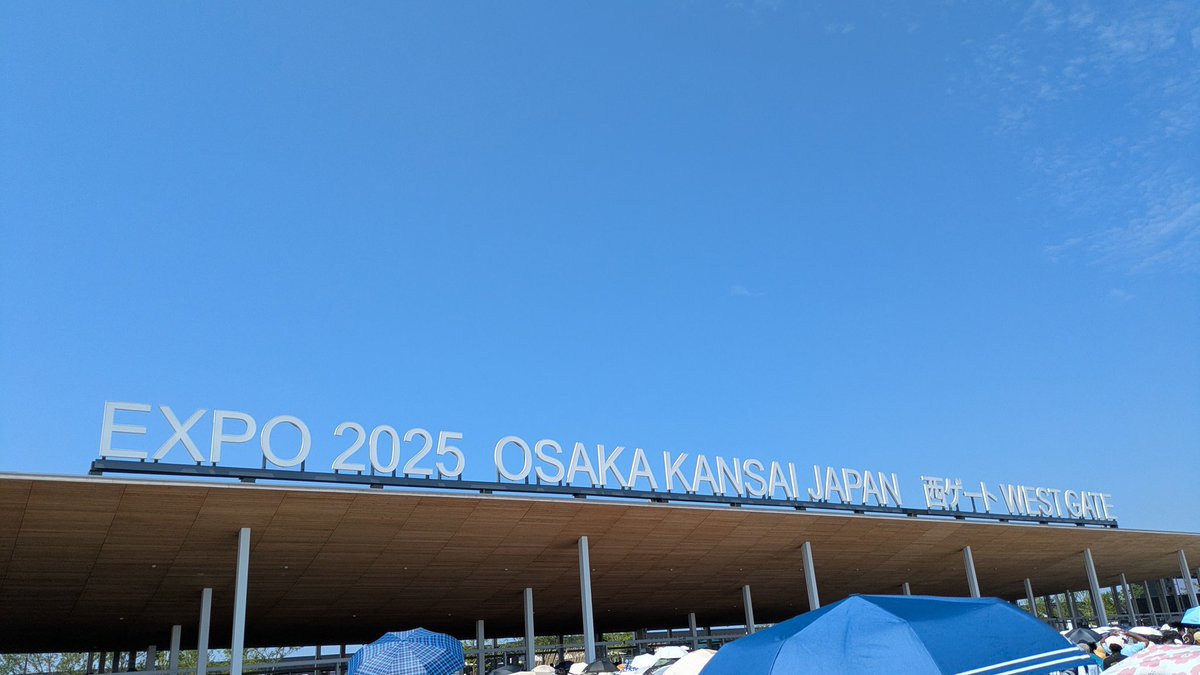 EXPO 2025 OSAKA KANSAI JAPAN 西ゲート WEST GATE